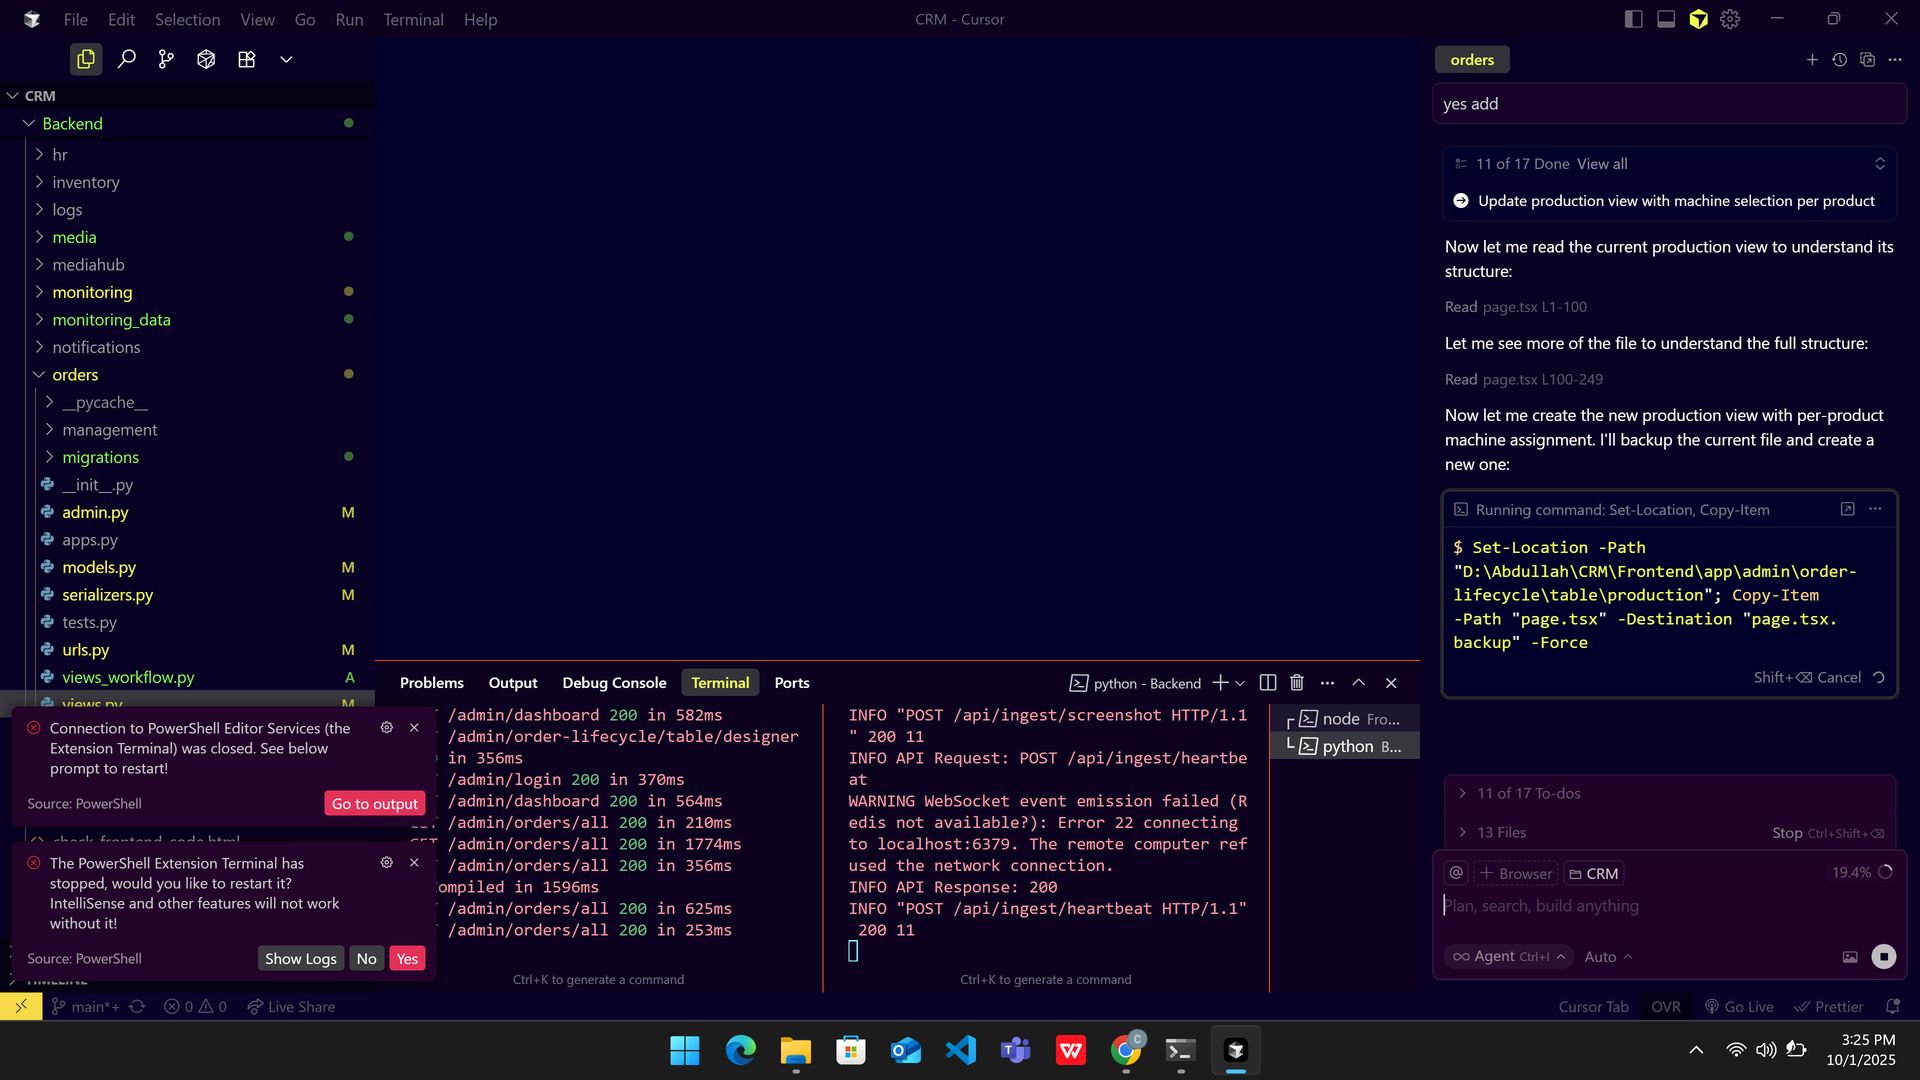 File Edit Selection View Go Run Terminal Help
CRM - Cursor
CRM
Backend
hr
inventory
logs
media
mediahub
monitoring
monitoring_data
notifications
orders
__pycache__
management
migrations
__init__.py
admin.py M
apps.py
models.py M
serializers.py M
tests.py
urls.py M
views_workflow.py A
views.py M
Connection to PowerShell Editor Services (the
Extension Terminal) was closed. See below
prompt to restart!
Source: PowerShell
Go to output
check_frontend_code.html
The PowerShell Extension Terminal has
stopped, would you like to restart it?
IntelliSense and other features will not work
without it!
Source: PowerShell
Show Logs No Yes
TIMELINE
Problems Output Debug Console Terminal Ports
python - Backend
/admin/dashboard 200 in 582ms
/admin/order-lifecycle/table/designer
in 356ms
/admin/login 200 in 370ms
/admin/dashboard 200 in 564ms
/admin/orders/all 200 in 210ms
GET /admin/orders/all 200 in 1774ms
/admin/orders/all 200 in 356ms
Compiled in 1596ms
/admin/orders/all 200 in 625ms
/admin/orders/all 200 in 253ms
Ctrl+K to generate a command
INFO "POST /api/ingest/screenshot HTTP/1.1
" 200 11
INFO API Request: POST /api/ingest/heartbe
at
WARNING WebSocket event emission failed (R
edis not available?): Error 22 connecting
to localhost:6379. The remote computer ref
used the network connection.
INFO API Response: 200
INFO "POST /api/ingest/heartbeat HTTP/1.1"
200 11
Ctrl+K to generate a command
node Fro...
python B...
orders
yes add
11 of 17 Done View all
Update production view with machine selection per product
Now let me read the current production view to understand its
structure:
Read page.tsx L1-100
Let me see more of the file to understand the full structure:
Read page.tsx L100-249
Now let me create the new production view with per-product
machine assignment. I'll backup the current file and create a
new one:
Running command: Set-Location, Copy-Item
$ Set-Location -Path
"D:\Abdullah\CRM\Frontend\app\admin\order-
lifecycle\table\production"; Copy-Item
-Path "page.tsx" -Destination "page.tsx.
backup" -Force
Shift+⌫ Cancel
11 of 17 To-dos
13 Files
Stop Ctrl+Shift+⌫
@ + Browser CRM 19.4%
Plan, search, build anything
∞ Agent Ctrl+I Auto
main*+ 0 0 Live Share
Cursor Tab OVR Go Live Prettier
3:25 PM
10/1/2025